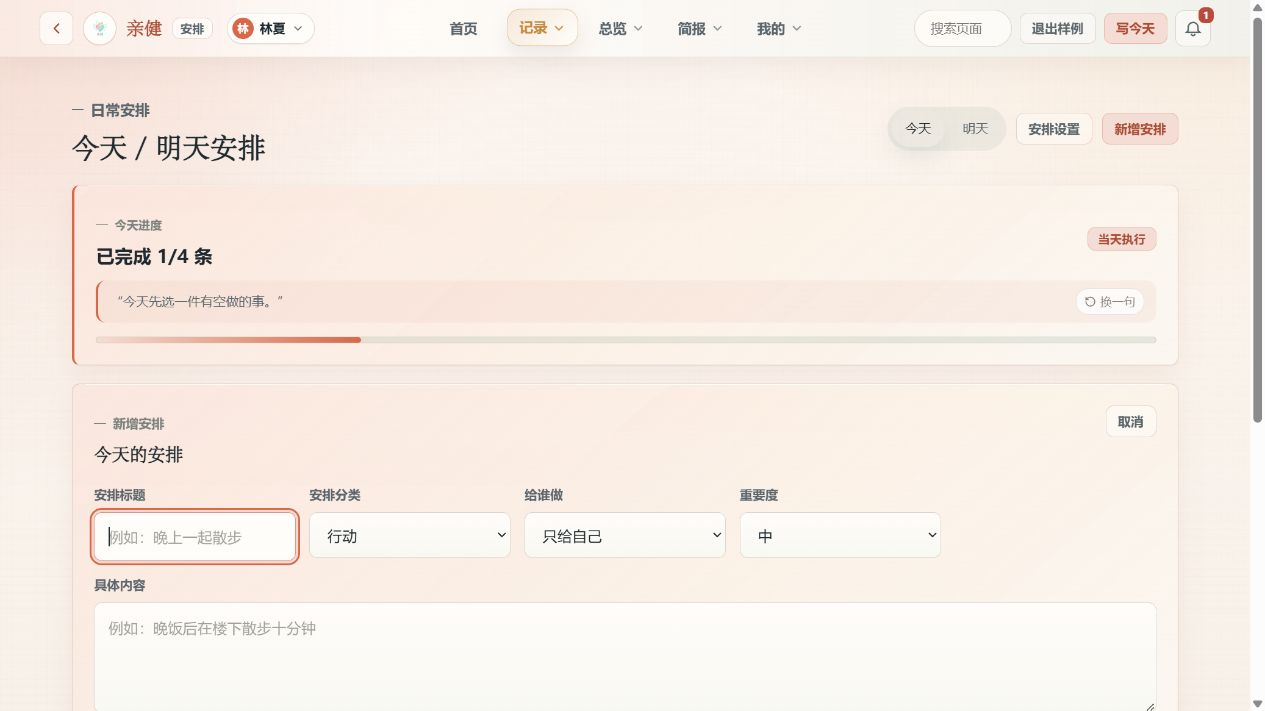 亲健 安排 林 林夏 首页 记录 总览 简报 我的 搜索页面 退出样例 写今天 1
日常安排
今天 / 明天安排
今天 明天 安排设置 新增安排
今天进度
已完成 1/4 条
当天执行
“今天先选一件有空做的事。”
换一句
新增安排
取消
今天的安排
安排标题 安排分类 给谁做 重要度
例如：晚上一起散步 行动 只给自己 中
具体内容
例如：晚饭后在楼下散步十分钟